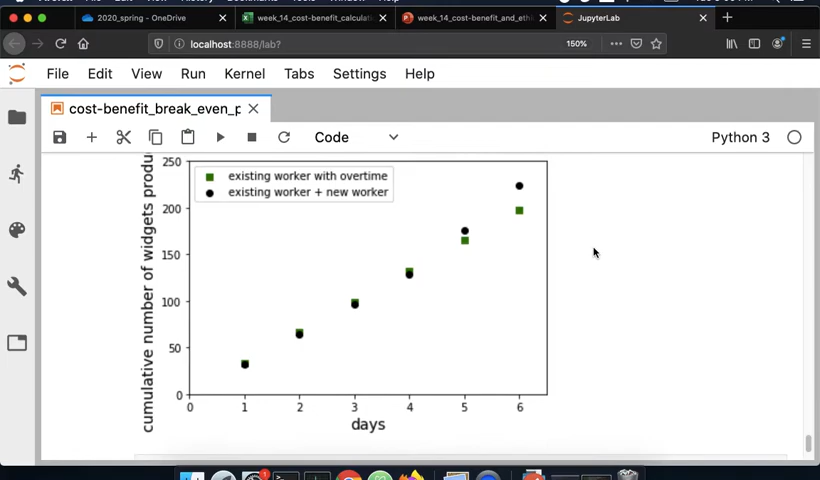 2020_spring - OneDrive
week_14_cost-benefit_calculati
week_14_cost-benefit_and_eth
JupyterLab
localhost:8888/lab?
150%
File Edit View Run Kernel Tabs Settings Help
cost-benefit_break_even_p
Code
Python 3
cumulative number of widgets produ
250
200
150
100
50
0
existing worker with overtime
existing worker + new worker
0 1 2 3 4 5 6
days
1